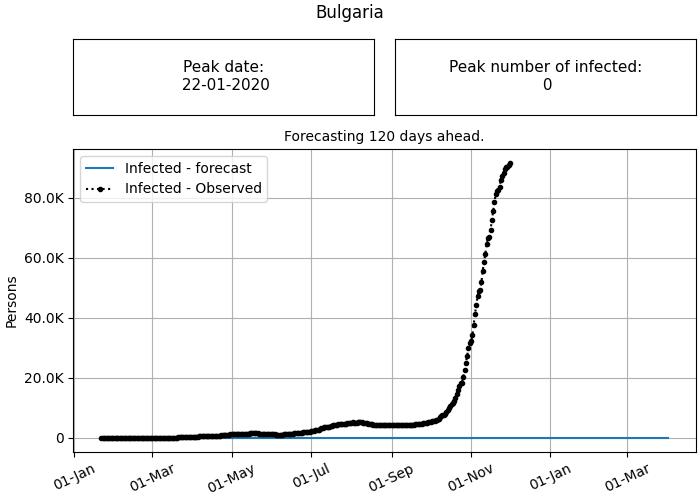 Bulgaria
Peak date:
22-01-2020
Peak number of infected:
0
Forecasting 120 days ahead.
Infected - forecast
Infected - Observed
Persons
80.0K
60.0K
40.0K
20.0K
0
01-Jan
01-Mar
01-May
01-Jul
01-Sep
01-Nov
01-Jan
01-Mar